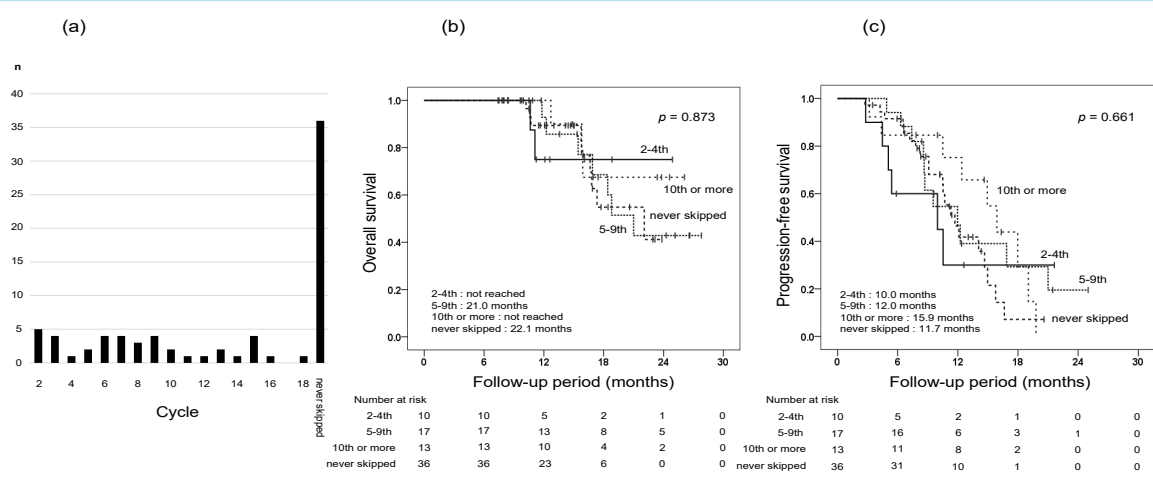 (a)
n
40
35
30
25
20
15
10
5
0
2 4 6 8 10 12 14 16 18 never skipped
Cycle
(b)
Overall survival
1.0
0.8
0.6
0.4
0.2
0.0
p = 0.873
2-4th
10th or more
never skipped
5-9th
2-4th : not reached
5-9th : 21.0 months
10th or more : not reached
never skipped : 22.1 months
0 6 12 18 24 30
Follow-up period (months)
Number at risk
2-4th 10 10 5 2 1 0
5-9th 17 17 13 8 5 0
10th or more 13 13 10 4 2 0
never skipped 36 36 23 6 0 0
(c)
Progression-free survival
1.0
0.8
0.6
0.4
0.2
0.0
p = 0.661
10th or more
2-4th
5-9th
never skipped
2-4th : 10.0 months
5-9th : 12.0 months
10th or more : 15.9 months
never skipped : 11.7 months
0 6 12 18 24 30
Follow-up period (months)
Number at risk
2-4th 10 5 2 1 0 0
5-9th 17 16 6 3 1 0
10th or more 13 11 8 2 0 0
never skipped 36 31 10 1 0 0